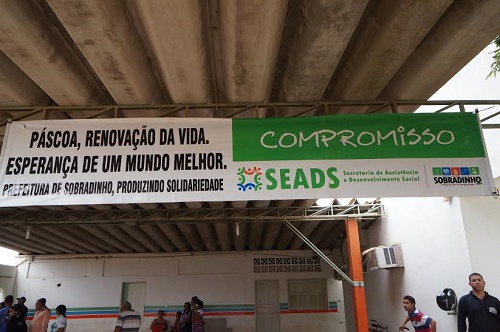 PÁSCOA, RENOVAÇÃO DA VIDA.
ESPERANÇA DE UM MUNDO MELHOR.
PREFEITURA DE SOBRADINHO, PRODUZINDO SOLIDARIEDADE
COMPROMISSO
SEADS
Secretaria de Assistência
e Desenvolvimento Social
SOBRADINHO